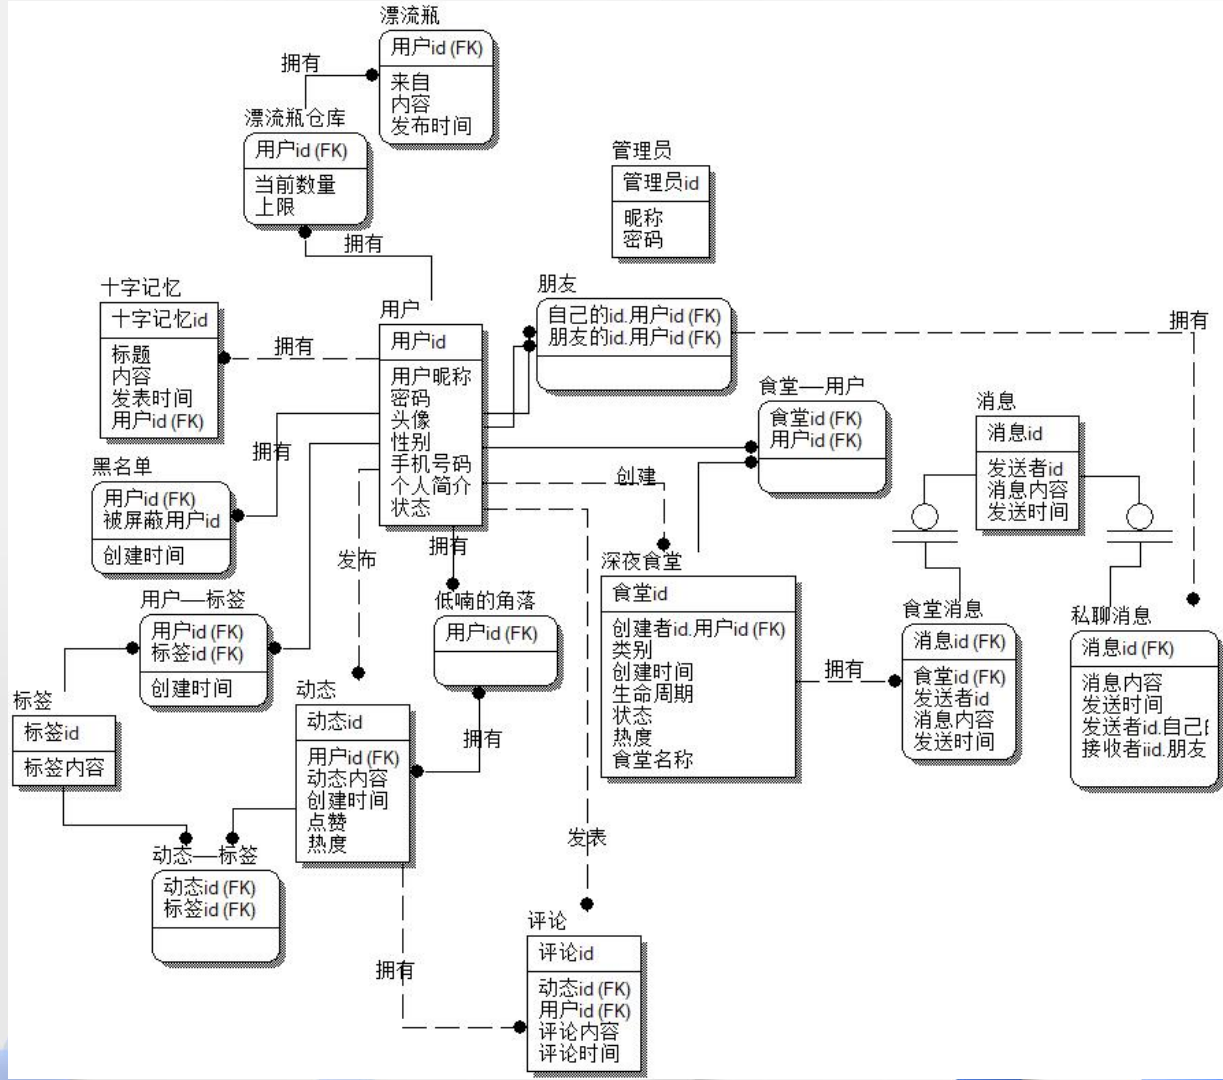 漂流瓶
用户id (FK)
来自
内容
发布时间
拥有
漂流瓶仓库
用户id (FK)
当前数量
上限
拥有
管理员
管理员id
昵称
密码
十字记忆
十字记忆id
标题
内容
发表时间
用户id (FK)
拥有
用户
用户id
用户昵称
密码
头像
性别
手机号码
个人简介
状态
朋友
自己的id.用户id (FK)
朋友的id.用户id (FK)
拥有
食堂—用户
食堂id (FK)
用户id (FK)
消息
消息id
发送者id
消息内容
发送时间
拥有
黑名单
用户id (FK)
被屏蔽用户id
创建时间
创建
发布
拥有
用户—标签
用户id (FK)
标签id (FK)
创建时间
低喃的角落
用户id (FK)
深夜食堂
食堂id
创建者id.用户id (FK)
类别
创建时间
生命周期
状态
热度
食堂名称
拥有
食堂消息
消息id (FK)
食堂id (FK)
发送者id
消息内容
发送时间
私聊消息
消息id (FK)
消息内容
发送时间
发送者id.自己
接收者iid.朋友
标签
标签id
标签内容
动态
动态id
用户id (FK)
动态内容
创建时间
点赞
热度
拥有
动态—标签
动态id (FK)
标签id (FK)
发表
拥有
评论
评论id
动态id (FK)
用户id (FK)
评论内容
评论时间